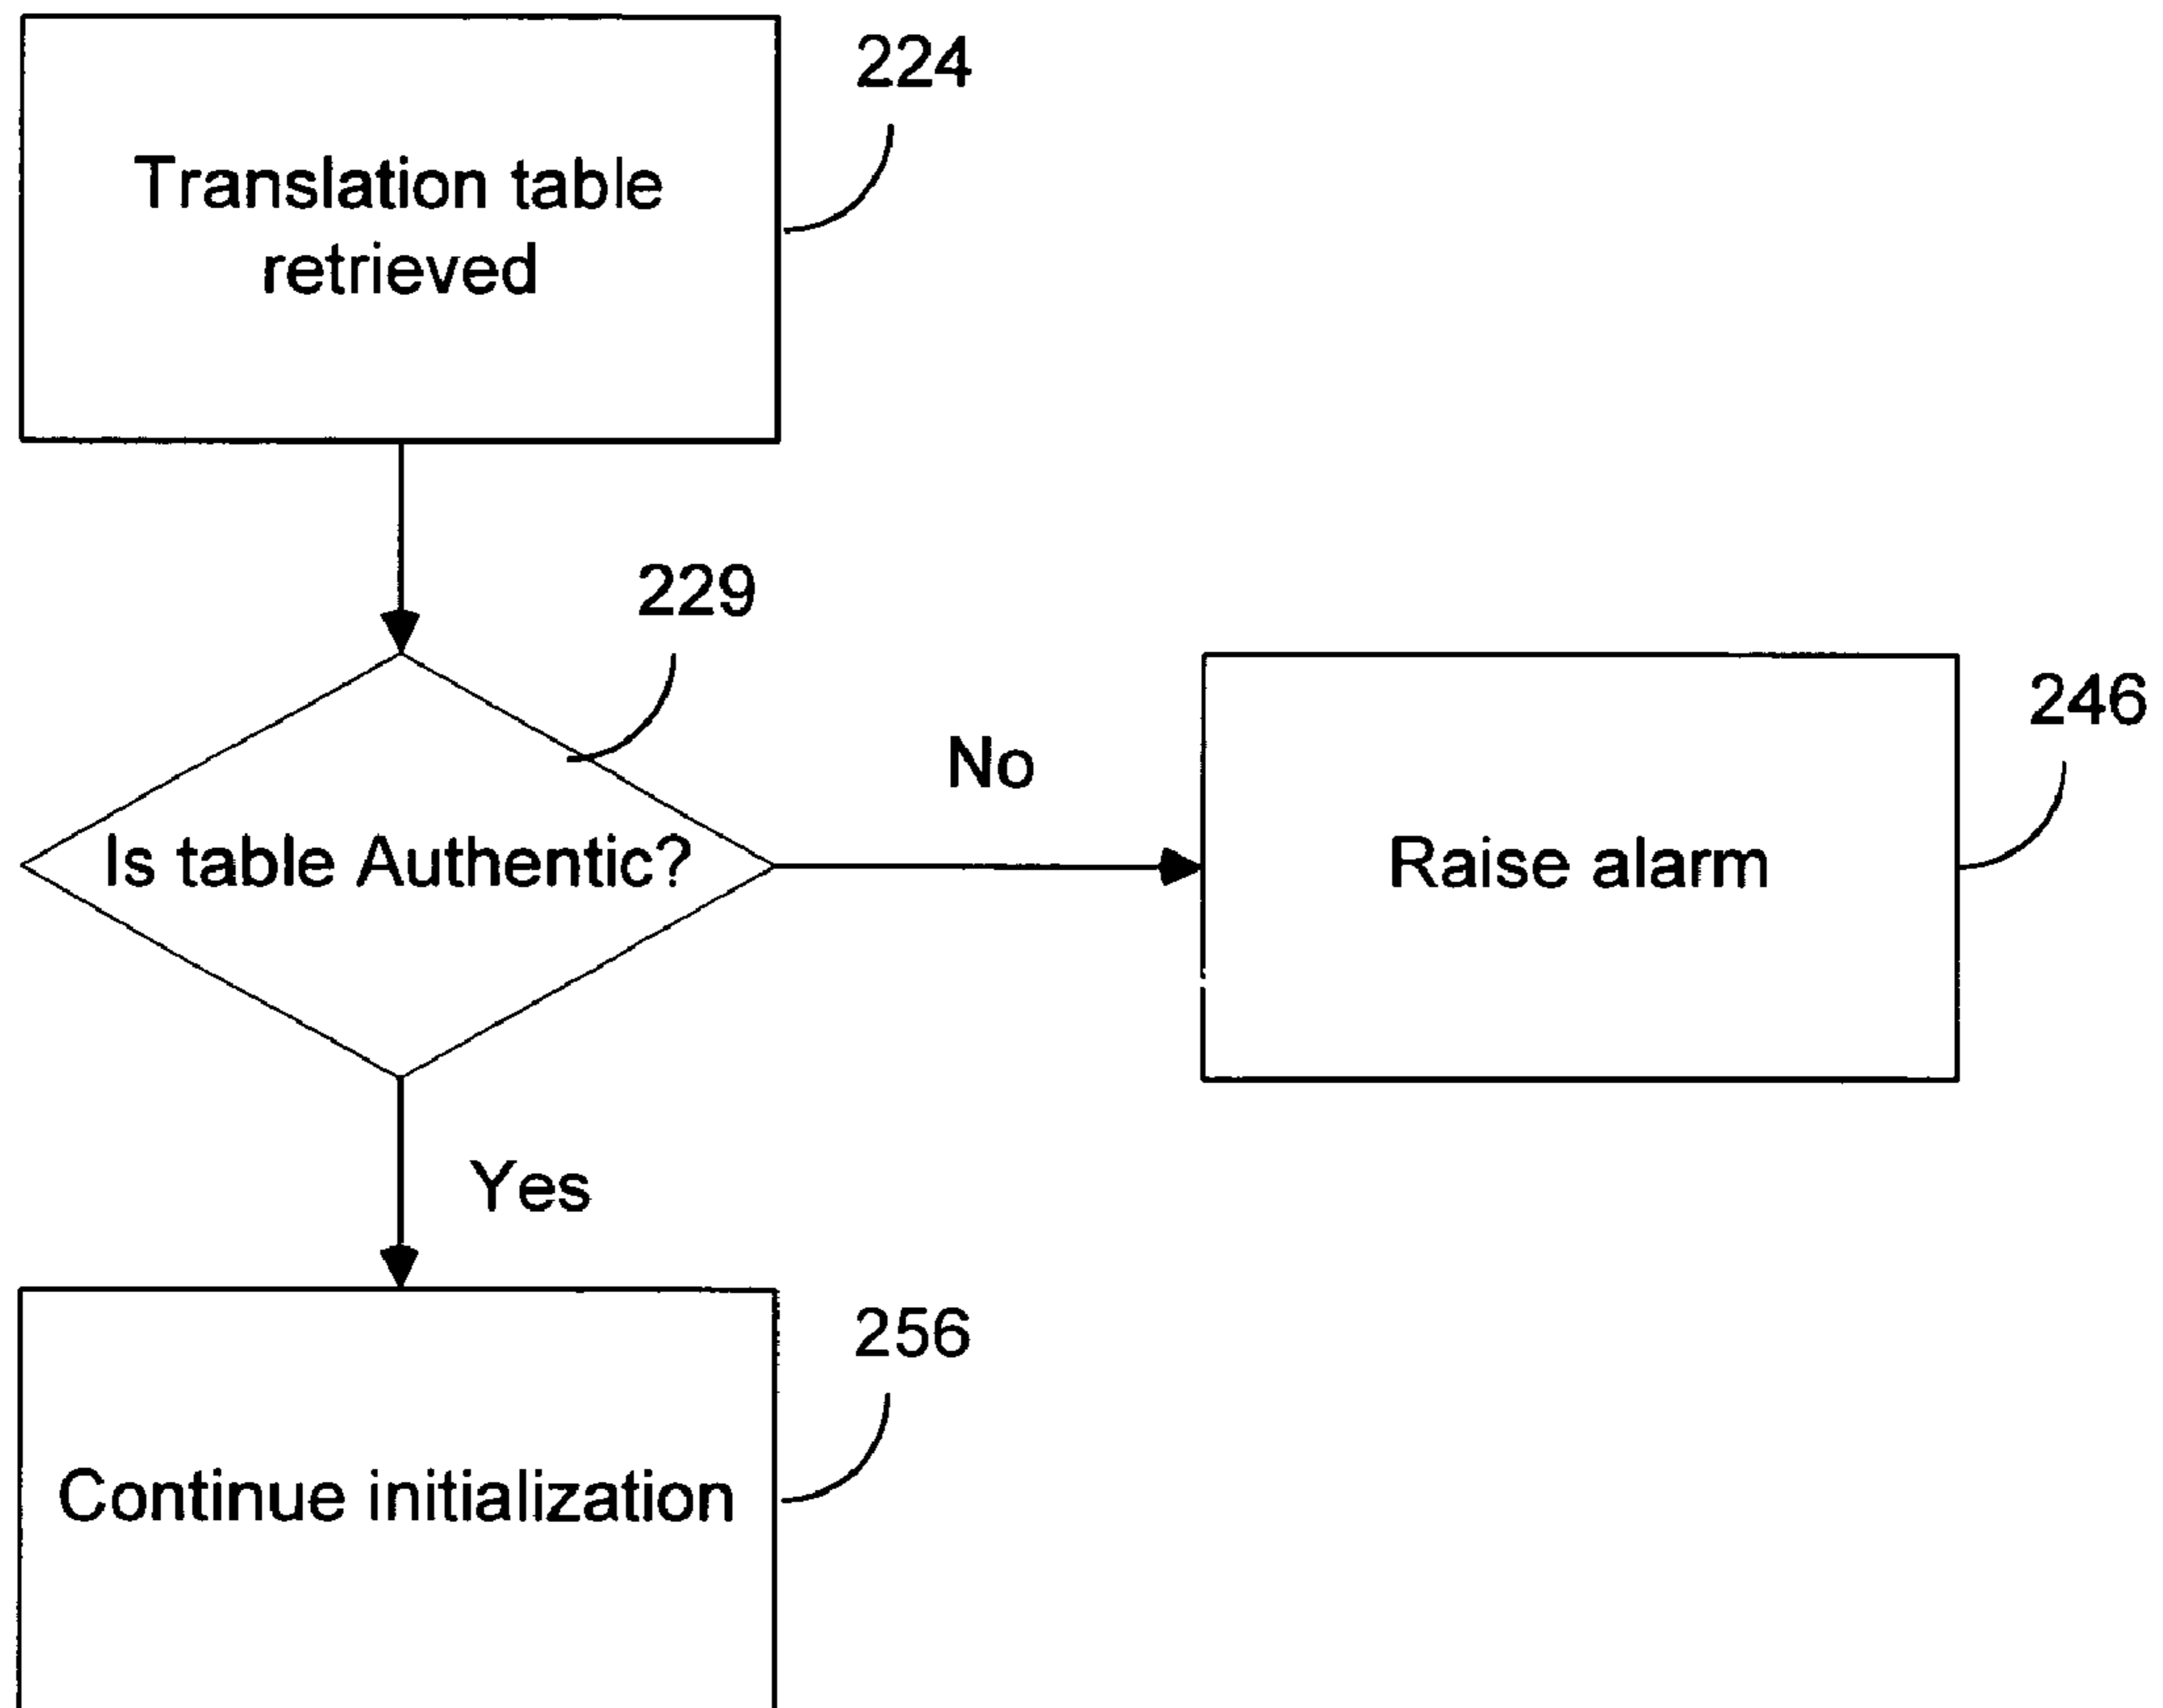 224
Translation table
retrieved
229
No
246
Is table Authentic?
Raise alarm
Yes
256
Continue initialization